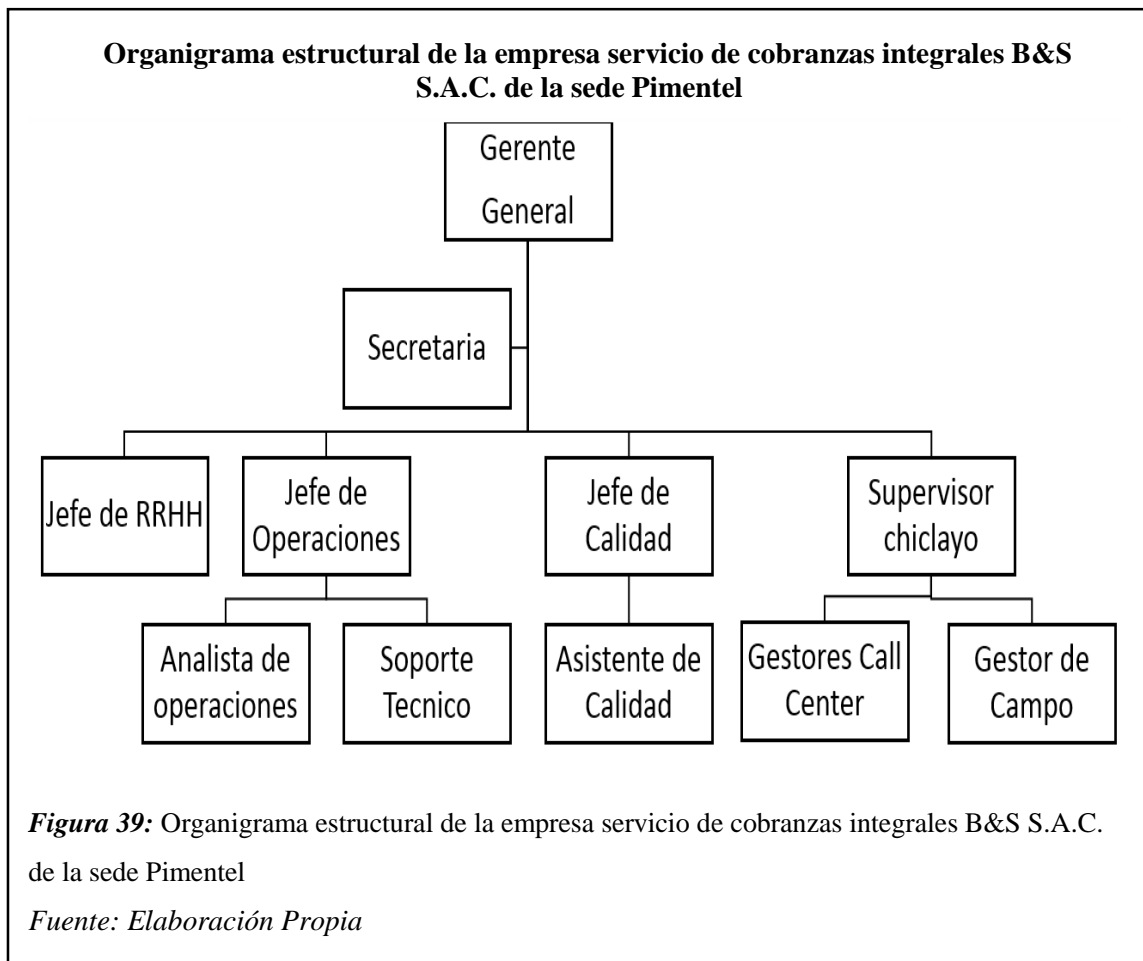 Organigrama estructural de la empresa servicio de cobranzas integrales B&S
S.A.C. de la sede Pimentel
Gerente
General
Secretaria
Jefe de RRHH
Jefe de
Operaciones
Jefe de
Calidad
Supervisor
chiclayo
Analista de
operaciones
Soporte
Tecnico
Asistente de
Calidad
Gestores Call
Center
Gestor de
Campo
Figura 39: Organigrama estructural de la empresa servicio de cobranzas integrales B&S S.A.C.
de la sede Pimentel
Fuente: Elaboración Propia